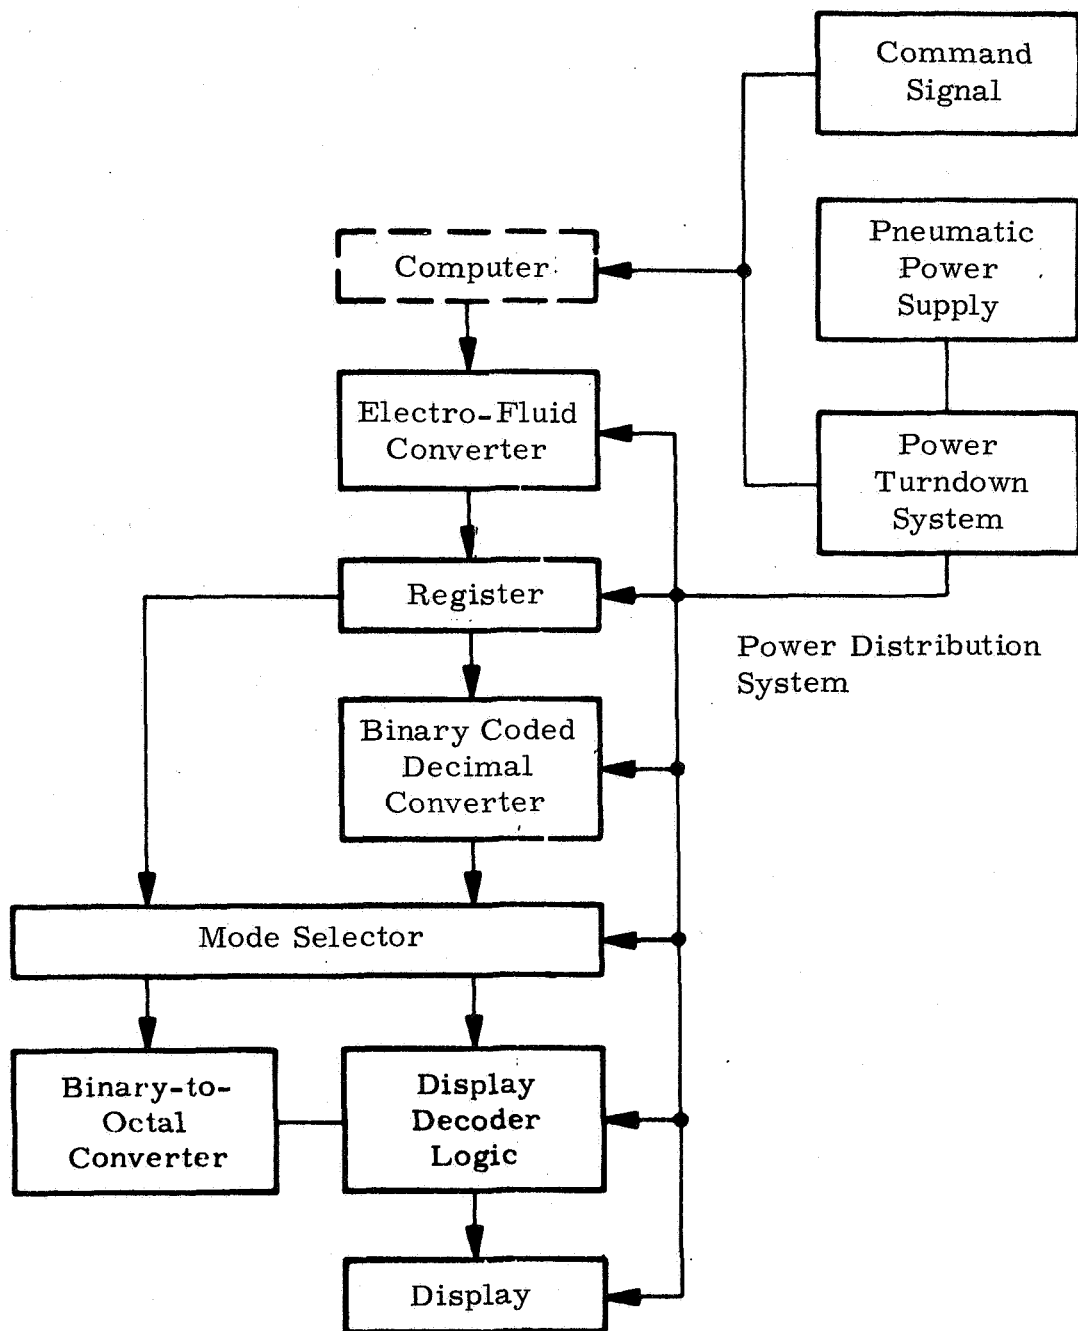 Command
Signal
Pneumatic
Power
Supply
Computer
Electro-Fluid
Converter
Power
Turndown
System
Register
Power Distribution
System
Binary Coded
Decimal
Converter
Mode Selector
Binary-to-
Octal
Converter
Display
Decoder
Logic
Display